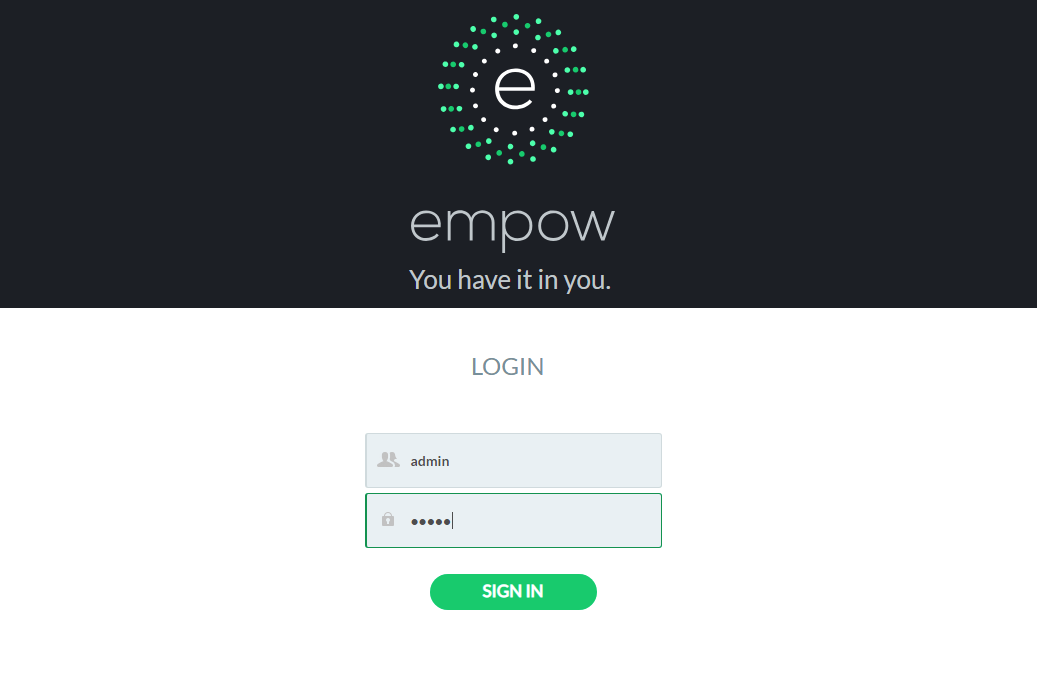 e
empow
You have it in you.
LOGIN
admin
•••••
SIGN IN